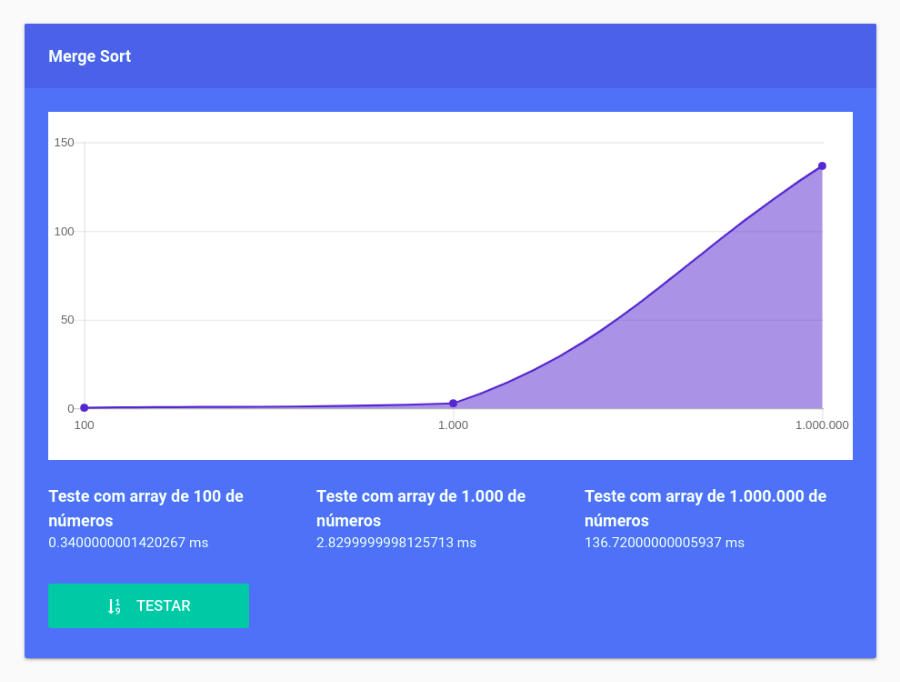 Merge Sort
150
100
50
0
100
1.000
1.000.000
Teste com array de 100 de
números
0.3400000001420267 ms
Teste com array de 1.000 de
números
2.8299999998125713 ms
Teste com array de 1.000.000 de
números
136.72000000005937 ms
1
9
TESTAR